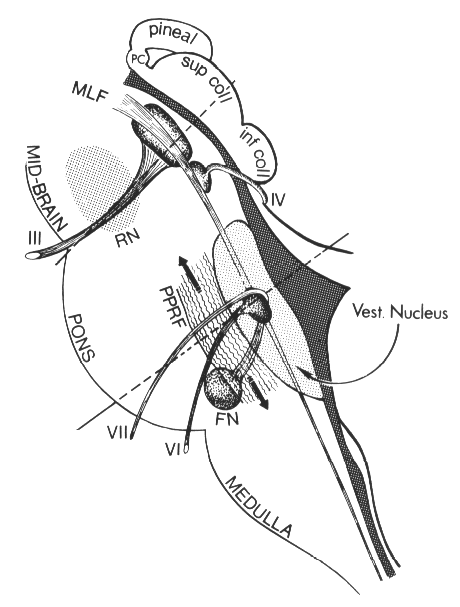 pineal
PC
sup coll
MLF
inf coll
MID-BRAIN
IV
III
RN
PPRF
Vest. Nucleus
PONS
FN
VII
VI
MEDULLA